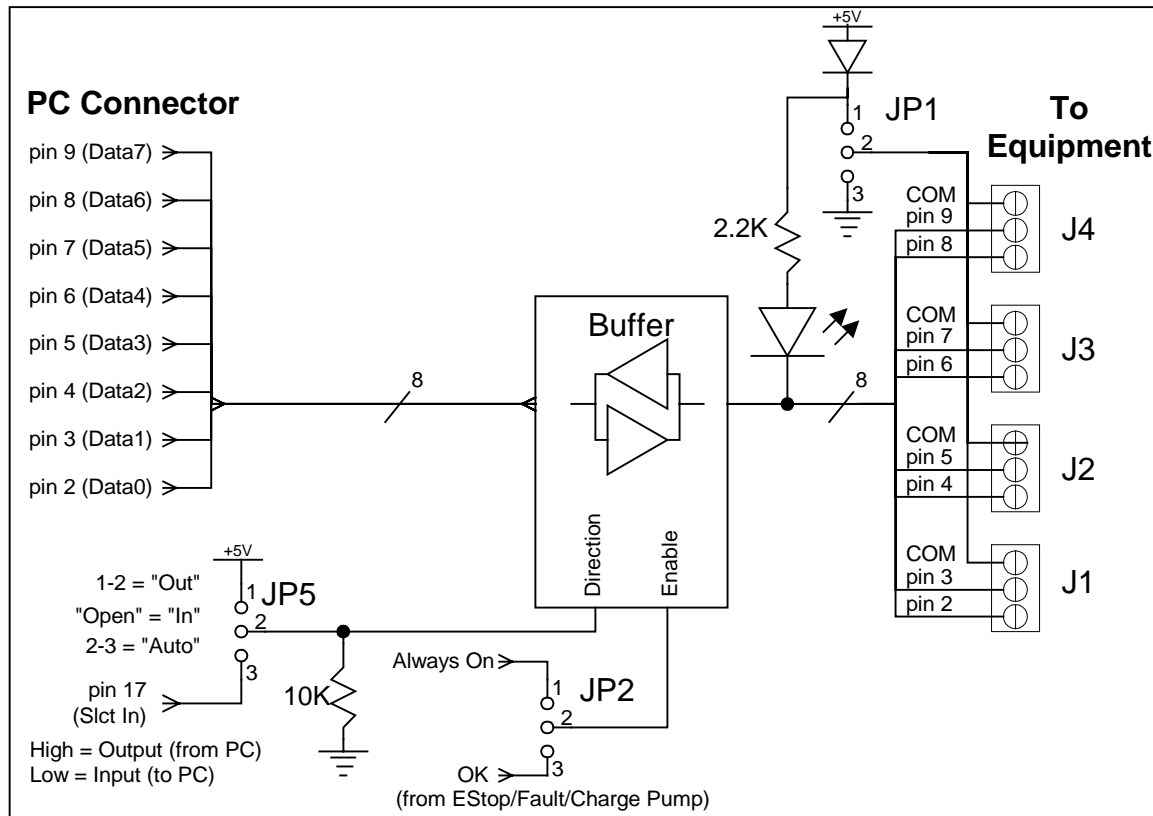 +5V
PC Connector
JP1
1
2
3
To
Equipment
pin 9 (Data7)
pin 8 (Data6)
pin 7 (Data5)
pin 6 (Data4)
pin 5 (Data3)
pin 4 (Data2)
pin 3 (Data1)
pin 2 (Data0)
8
2.2K
Buffer
Direction
Enable
8
COM
pin 9
pin 8
J4
COM
pin 7
pin 6
J3
COM
pin 5
pin 4
J2
COM
pin 3
pin 2
J1
+5V
1-2 = "Out"
"Open" = "In"
2-3 = "Auto"
JP5
1
2
3
pin 17
(Slct In)
10K
High = Output (from PC)
Low = Input (to PC)
Always On
JP2
1
2
3
OK
(from EStop/Fault/Charge Pump)